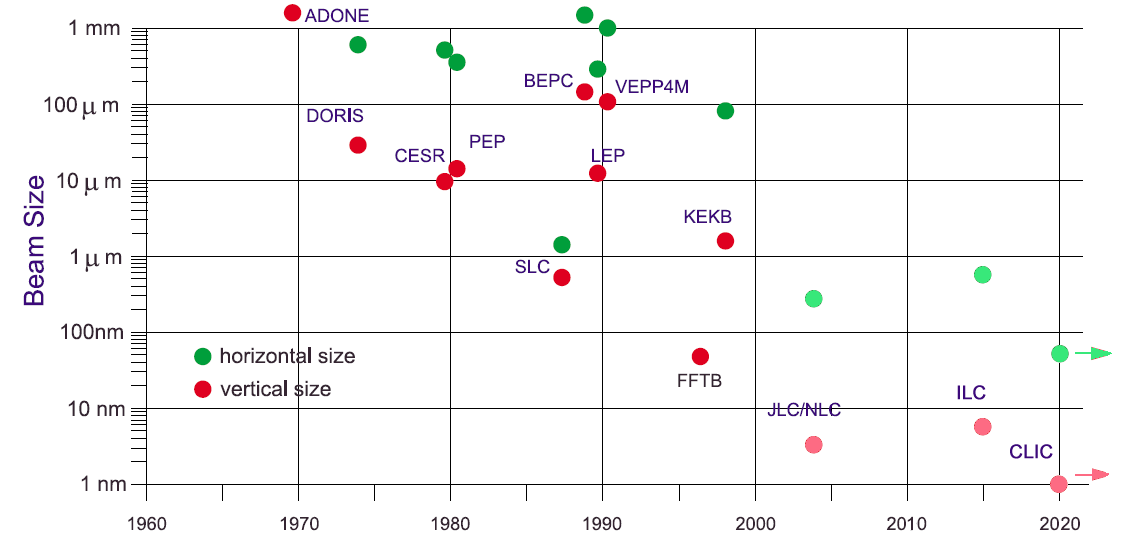 ADONE
1 mm
BEPC
VEPP4M
100 μ m
DORIS
PEP
CESR
LEP
10 μ m
Beam Size
KEKB
1 μ m
SLC
100nm
horizontal size
FFTB
vertical size
ILC
10 nm
JLC/NLC
CLIC
1 nm
1960 1970 1980 1990 2000 2010 2020